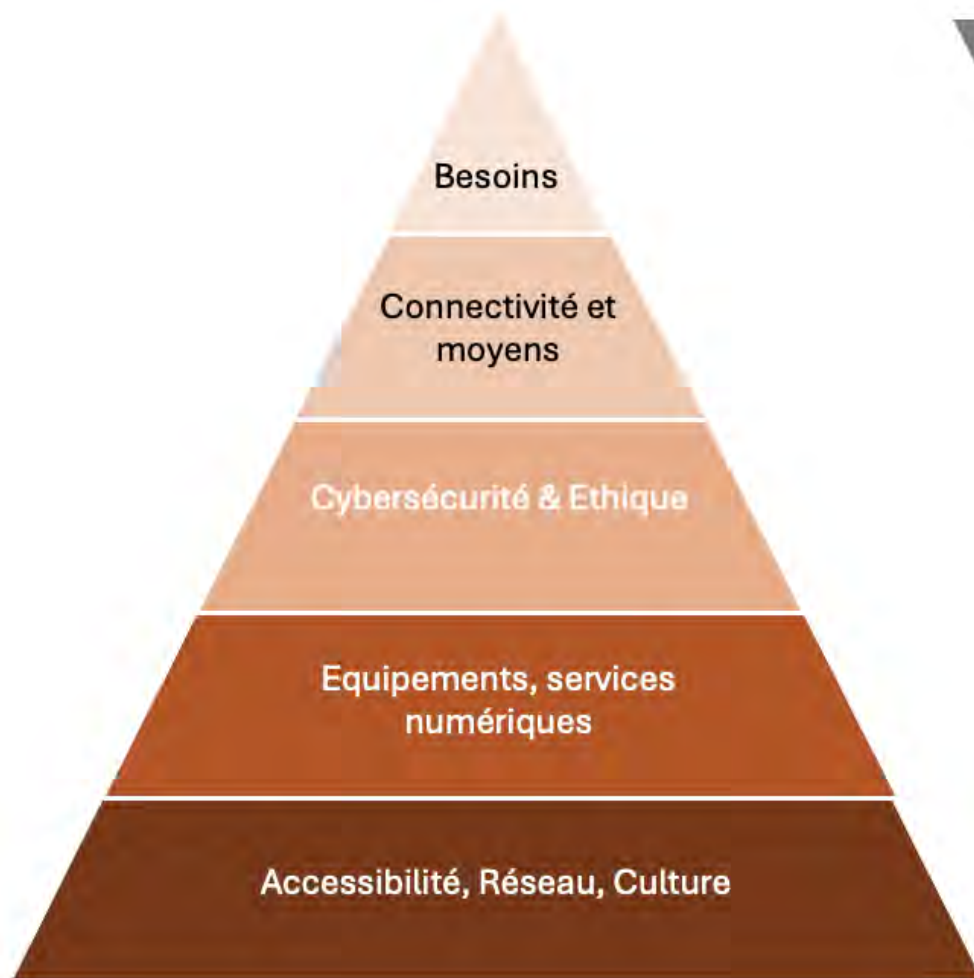 Besoins
Connectivité et
moyens
Cybersécurité & Ethique
Equipements, services
numériques
Accessibilité, Réseau, Culture